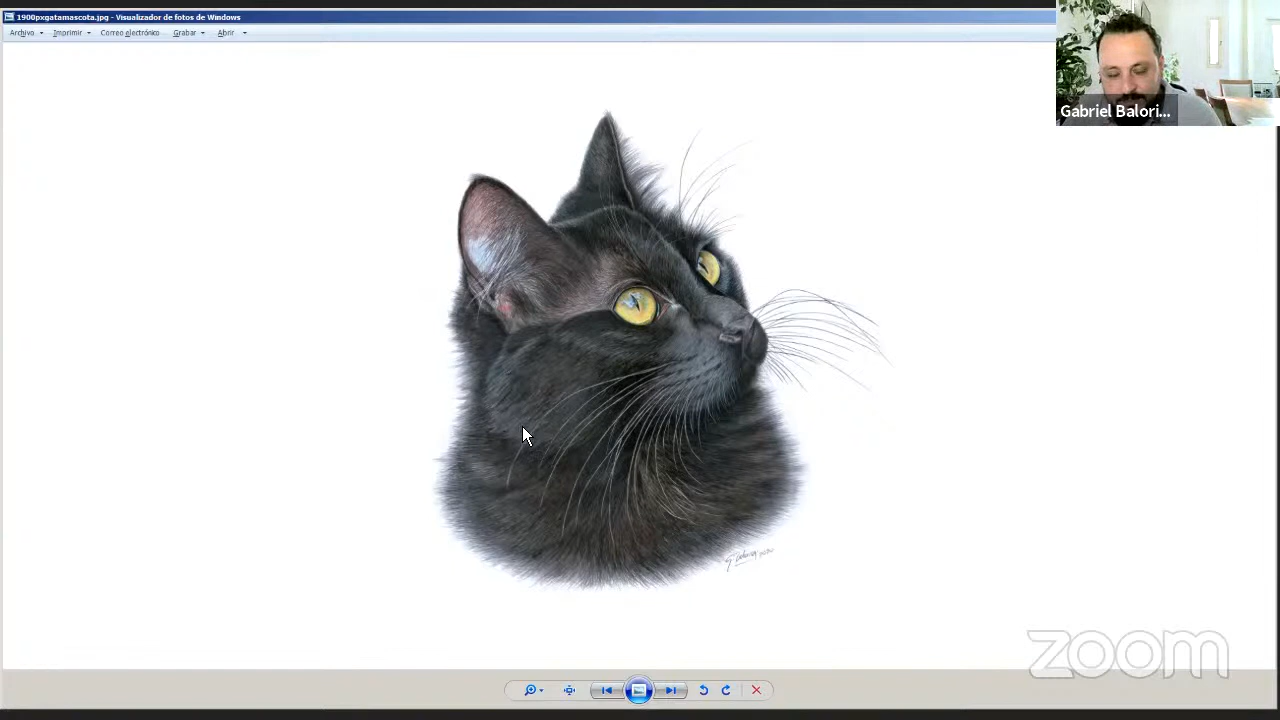 1900pxgatamascota.jpg - Visualizador de fotos de Windows
Archivo Imprimir Correo electrónico Grabar Abrir
Gabriel Balori...
zoom